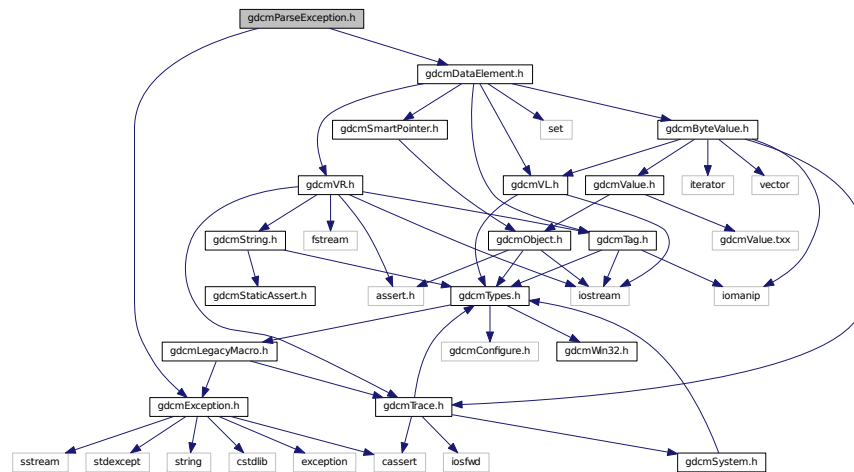 gdcmParseException.h
gdcmDataElement.h
gdcmSmartPointer.h
set
gdcmByteValue.h
gdcmVR.h
gdcmVL.h
gdcmValue.h
iterator
vector
gdcmString.h
fstream
gdcmObject.h
gdcmTag.h
gdcmValue.txx
gdcmStaticAssert.h
assert.h
gdcmTypes.h
iostream
iomanip
gdcmLegacyMacro.h
gdcmConfigure.h
gdcmWin32.h
gdcmException.h
gdcmTrace.h
sstream
stdexcept
string
cstdlib
exception
cassert
iosfwd
gdcmSystem.h